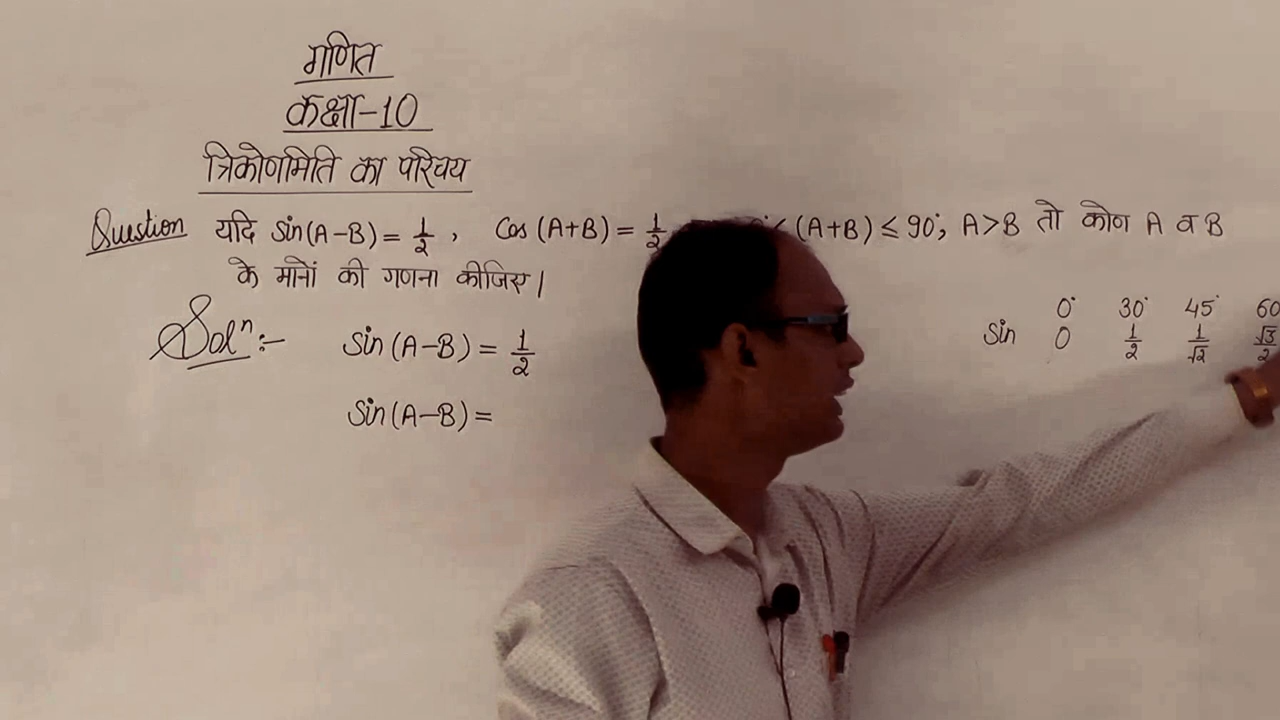 गणित
कक्षा-10
त्रिकोणमिति का परिचय
Question यदि Sin(A-B) = 1/2 , Cos (A+B) = 1/2 (A+B) ≤ 90°, A>B तो कोण A व B
के मानों की गणना कीजिए।
0° 30° 45° 60
Sin 0 1/2 1/√2 √3/2
Solⁿ:- Sin (A-B) = 1/2
Sin (A-B) =